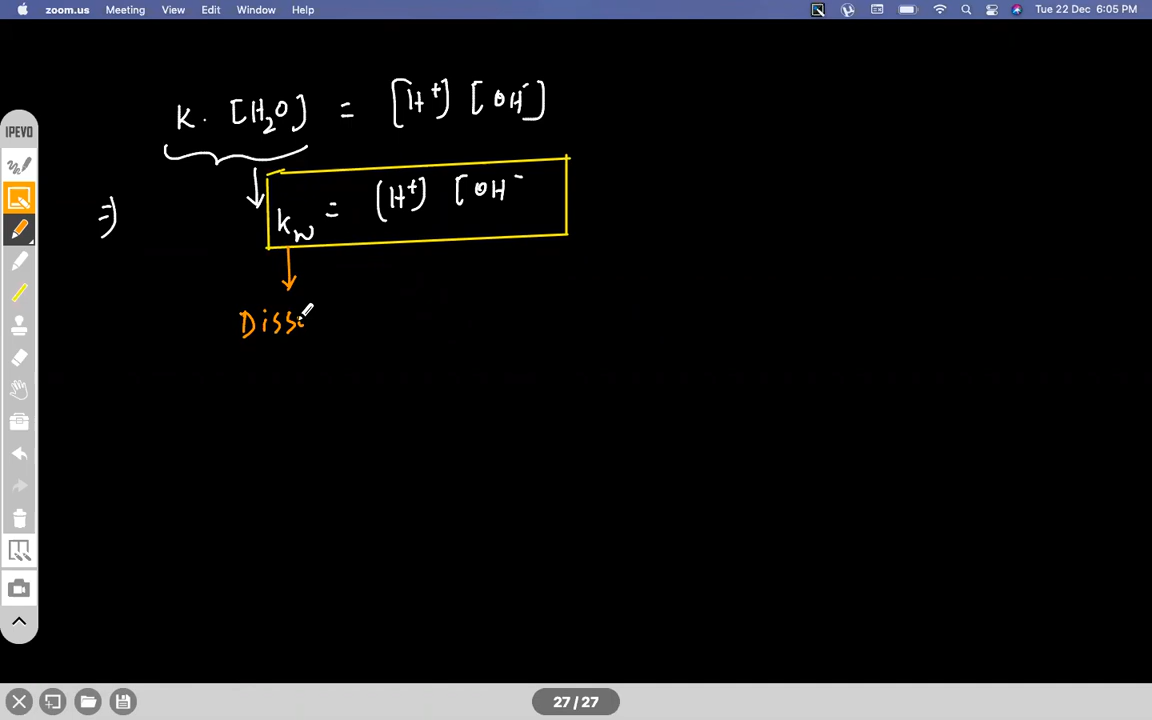 zoom.us Meeting View Edit Window Help Tue 22 Dec 6:05 PM
IPEVO
K. [H₂O] = [H⁺] [OH⁻]
⇒ Kw = (H⁺] [OH⁻
Dissi
27/27